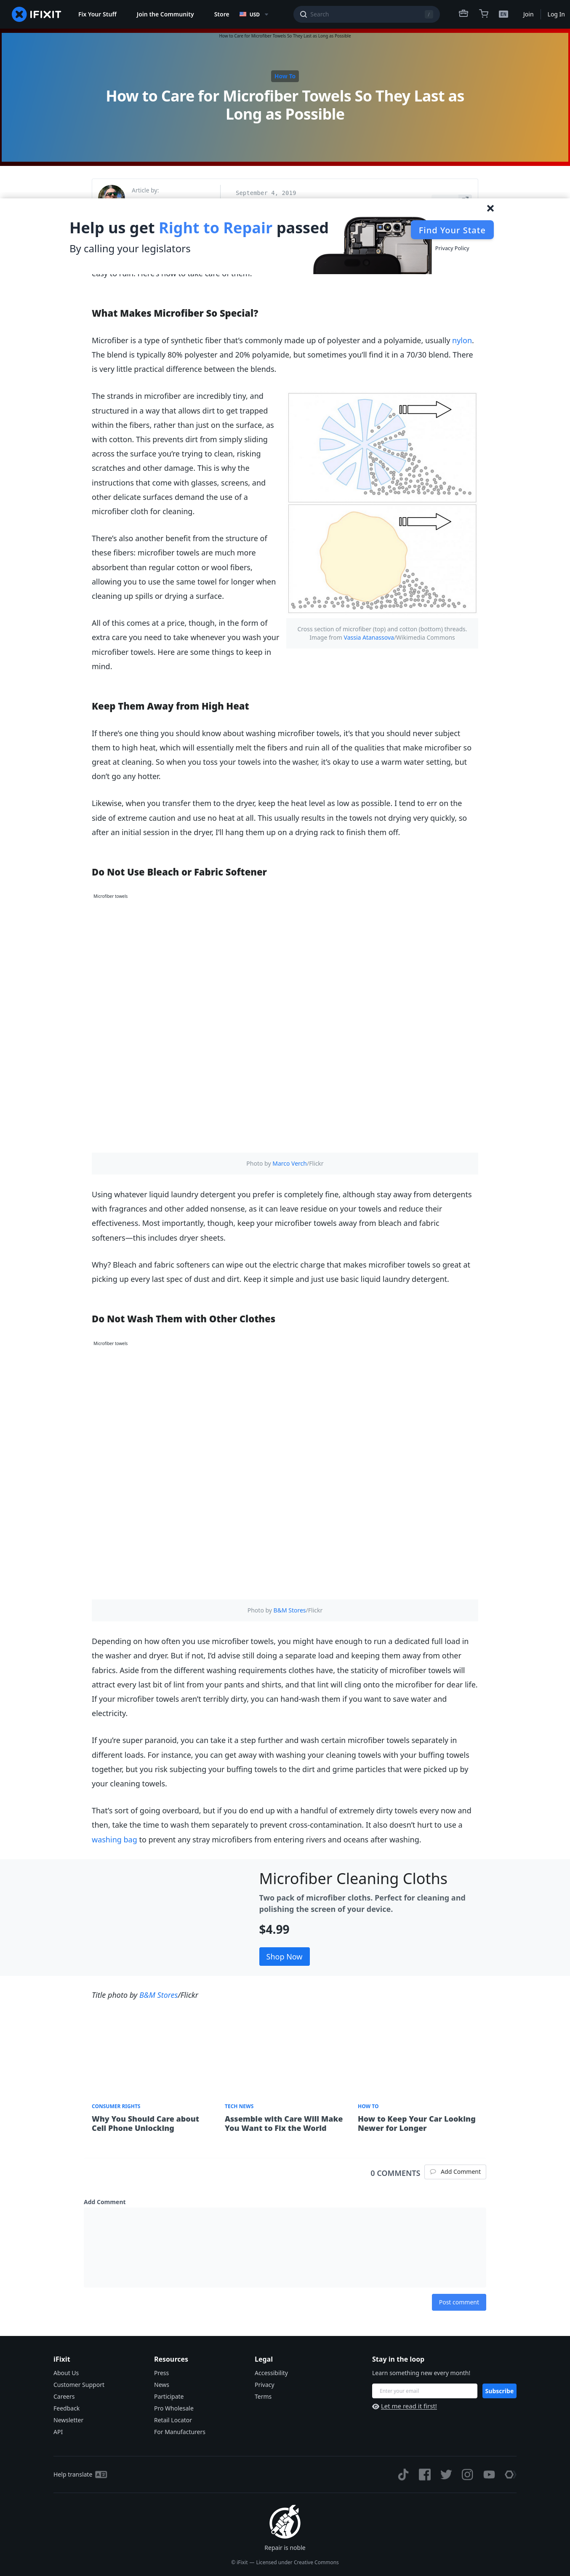 IFIXIT
Fix Your Stuff
Join the Community
Store
USD
Search
/
Join
Log In
How to Care for Microfiber Towels So They Last as Long as Possible
How To
How to Care for Microfiber Towels So They Last as
Long as Possible
Article by:
September 4, 2019
Help us get Right to Repair passed
By calling your legislators
Find Your State
Privacy Policy
easy to ruin. Here's how to take care of them.
What Makes Microfiber So Special?
Microfiber is a type of synthetic fiber that's commonly made up of polyester and a polyamide, usually nylon.
The blend is typically 80% polyester and 20% polyamide, but sometimes you'll find it in a 70/30 blend. There
is very little practical difference between the blends.
The strands in microfiber are incredibly tiny, and
structured in a way that allows dirt to get trapped
within the fibers, rather than just on the surface, as
with cotton. This prevents dirt from simply sliding
across the surface you're trying to clean, risking
scratches and other damage. This is why the
instructions that come with glasses, screens, and
other delicate surfaces demand the use of a
microfiber cloth for cleaning.
There's also another benefit from the structure of
these fibers: microfiber towels are much more
absorbent than regular cotton or wool fibers,
allowing you to use the same towel for longer when
cleaning up spills or drying a surface.
Cross section of microfiber (top) and cotton (bottom) threads.
Image from Vassia Atanassova/Wikimedia Commons
All of this comes at a price, though, in the form of
extra care you need to take whenever you wash your
microfiber towels. Here are some things to keep in
mind.
Keep Them Away from High Heat
If there's one thing you should know about washing microfiber towels, it's that you should never subject
them to high heat, which will essentially melt the fibers and ruin all of the qualities that make microfiber so
great at cleaning. So when you toss your towels into the washer, it's okay to use a warm water setting, but
don't go any hotter.
Likewise, when you transfer them to the dryer, keep the heat level as low as possible. I tend to err on the
side of extreme caution and use no heat at all. This usually results in the towels not drying very quickly, so
after an initial session in the dryer, I'll hang them up on a drying rack to finish them off.
Do Not Use Bleach or Fabric Softener
Microfiber towels
Photo by Marco Verch/Flickr
Using whatever liquid laundry detergent you prefer is completely fine, although stay away from detergents
with fragrances and other added nonsense, as it can leave residue on your towels and reduce their
effectiveness. Most importantly, though, keep your microfiber towels away from bleach and fabric
softeners—this includes dryer sheets.
Why? Bleach and fabric softeners can wipe out the electric charge that makes microfiber towels so great at
picking up every last spec of dust and dirt. Keep it simple and just use basic liquid laundry detergent.
Do Not Wash Them with Other Clothes
Microfiber towels
Photo by B&M Stores/Flickr
Depending on how often you use microfiber towels, you might have enough to run a dedicated full load in
the washer and dryer. But if not, I'd advise still doing a separate load and keeping them away from other
fabrics. Aside from the different washing requirements clothes have, the staticity of microfiber towels will
attract every last bit of lint from your pants and shirts, and that lint will cling onto the microfiber for dear life.
If your microfiber towels aren't terribly dirty, you can hand-wash them if you want to save water and
electricity.
If you're super paranoid, you can take it a step further and wash certain microfiber towels separately in
different loads. For instance, you can get away with washing your cleaning towels with your buffing towels
together, but you risk subjecting your buffing towels to the dirt and grime particles that were picked up by
your cleaning towels.
That's sort of going overboard, but if you do end up with a handful of extremely dirty towels every now and
then, take the time to wash them separately to prevent cross-contamination. It also doesn't hurt to use a
washing bag to prevent any stray microfibers from entering rivers and oceans after washing.
Microfiber Cleaning Cloths
Two pack of microfiber cloths. Perfect for cleaning and
polishing the screen of your device.
$4.99
Shop Now
Title photo by B&M Stores/Flickr
CONSUMER RIGHTS
Why You Should Care about
Cell Phone Unlocking
TECH NEWS
Assemble with Care Will Make
You Want to Fix the World
HOW TO
How to Keep Your Car Looking
Newer for Longer
0 COMMENTS
Add Comment
Add Comment
Post comment
iFixit
About Us
Customer Support
Careers
Feedback
Newsletter
API
Resources
Press
News
Participate
Pro Wholesale
Retail Locator
For Manufacturers
Legal
Accessibility
Privacy
Terms
Stay in the loop
Learn something new every month!
Enter your email
Subscribe
Let me read it first!
Help translate
Repair is noble
© iFixit — Licensed under Creative Commons